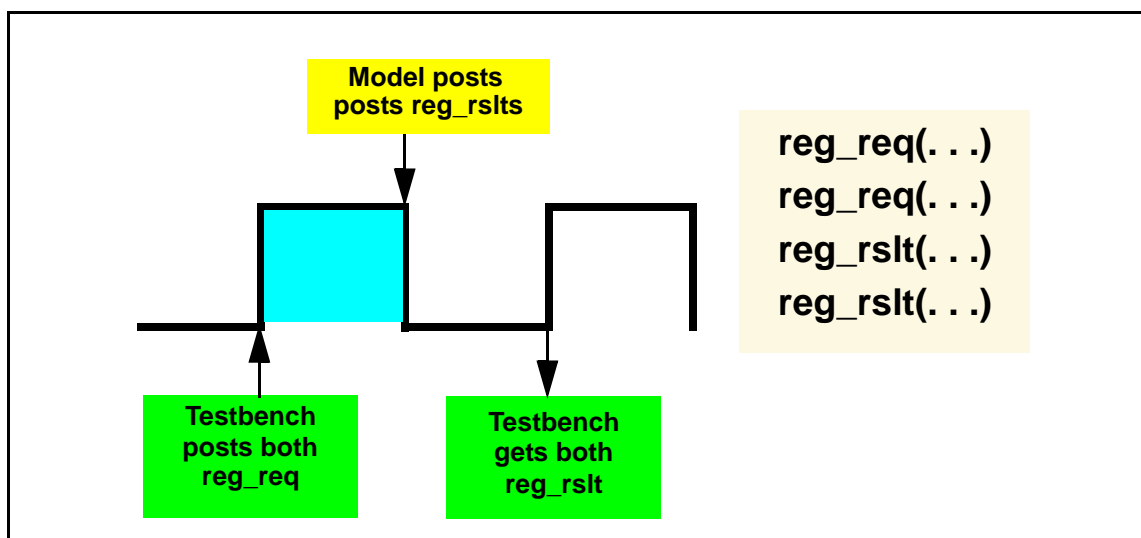 Model posts
posts reg_rslts
reg_req(. . .)
reg_req(. . .)
reg_rslt(. . .)
reg_rslt(. . .)
Testbench
posts both
reg_req
Testbench
gets both
reg_rslt